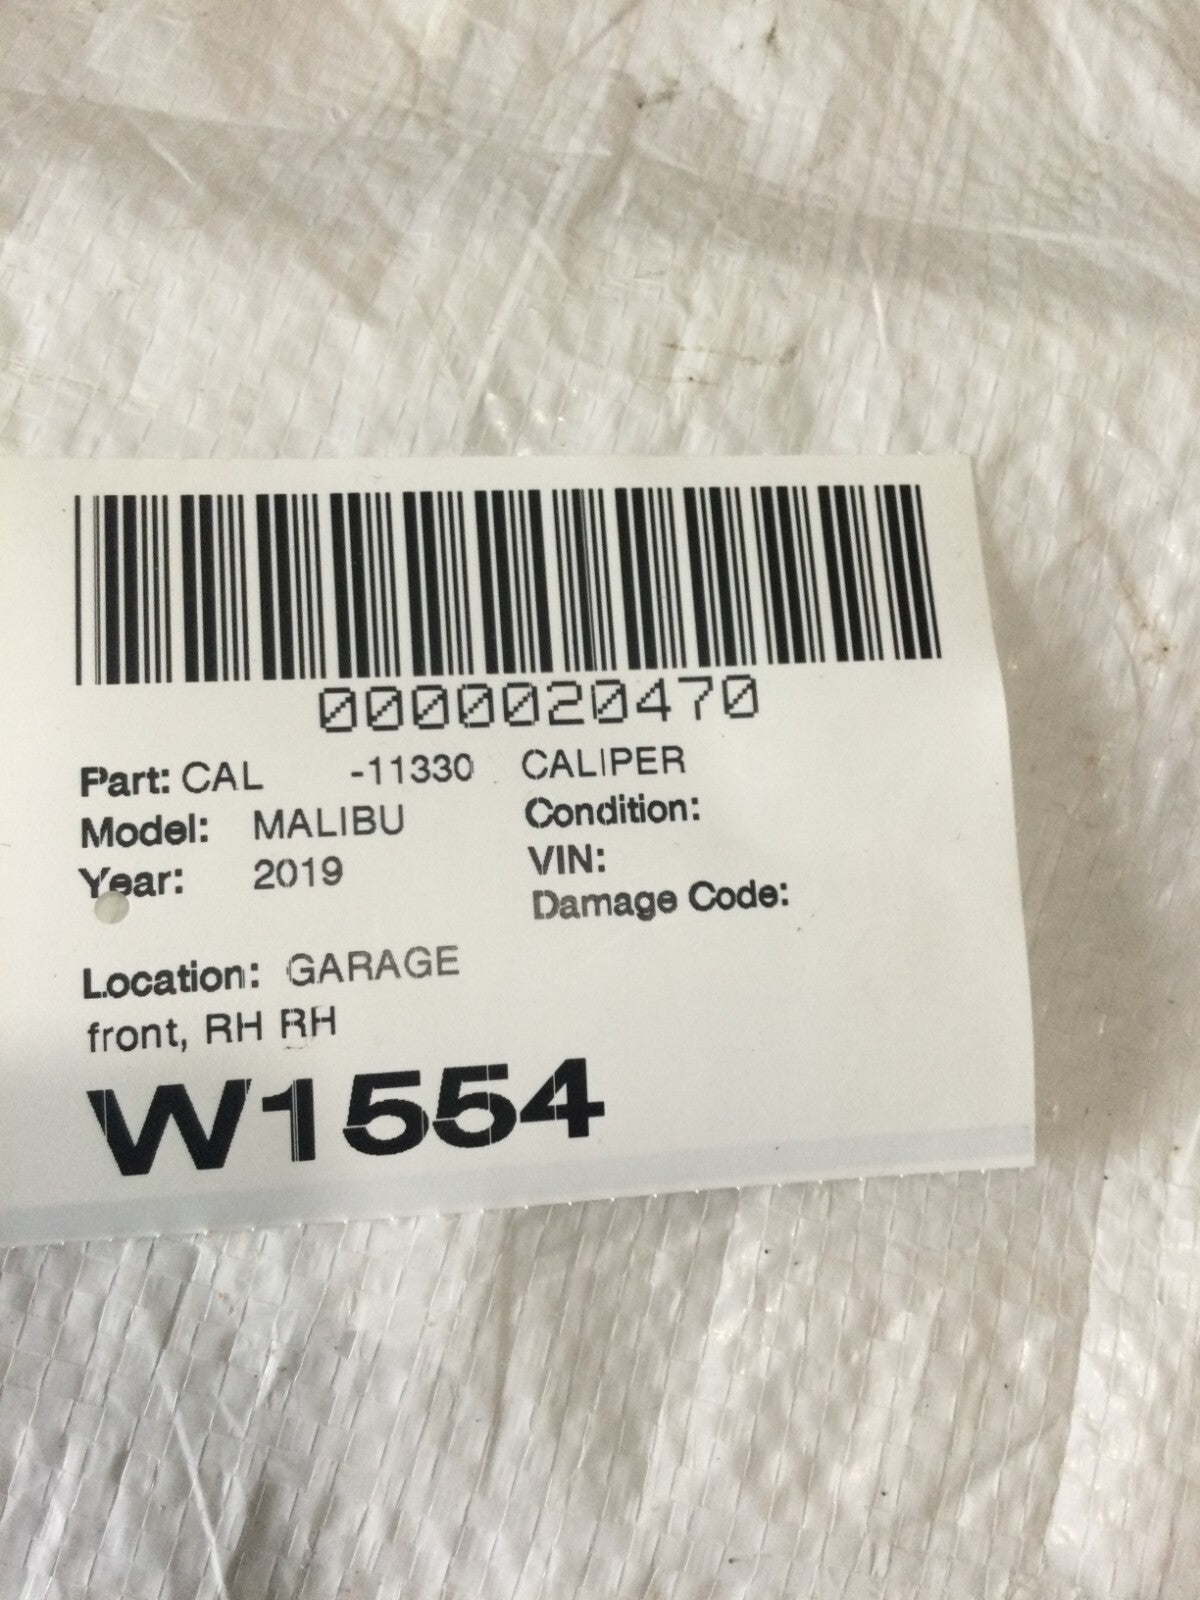 0000020470
Part: CAL -11330 CALIPER
Model: MALIBU Condition:
Year: 2019 VIN:
Damage Code:
Location: GARAGE
front, RH RH
W1554